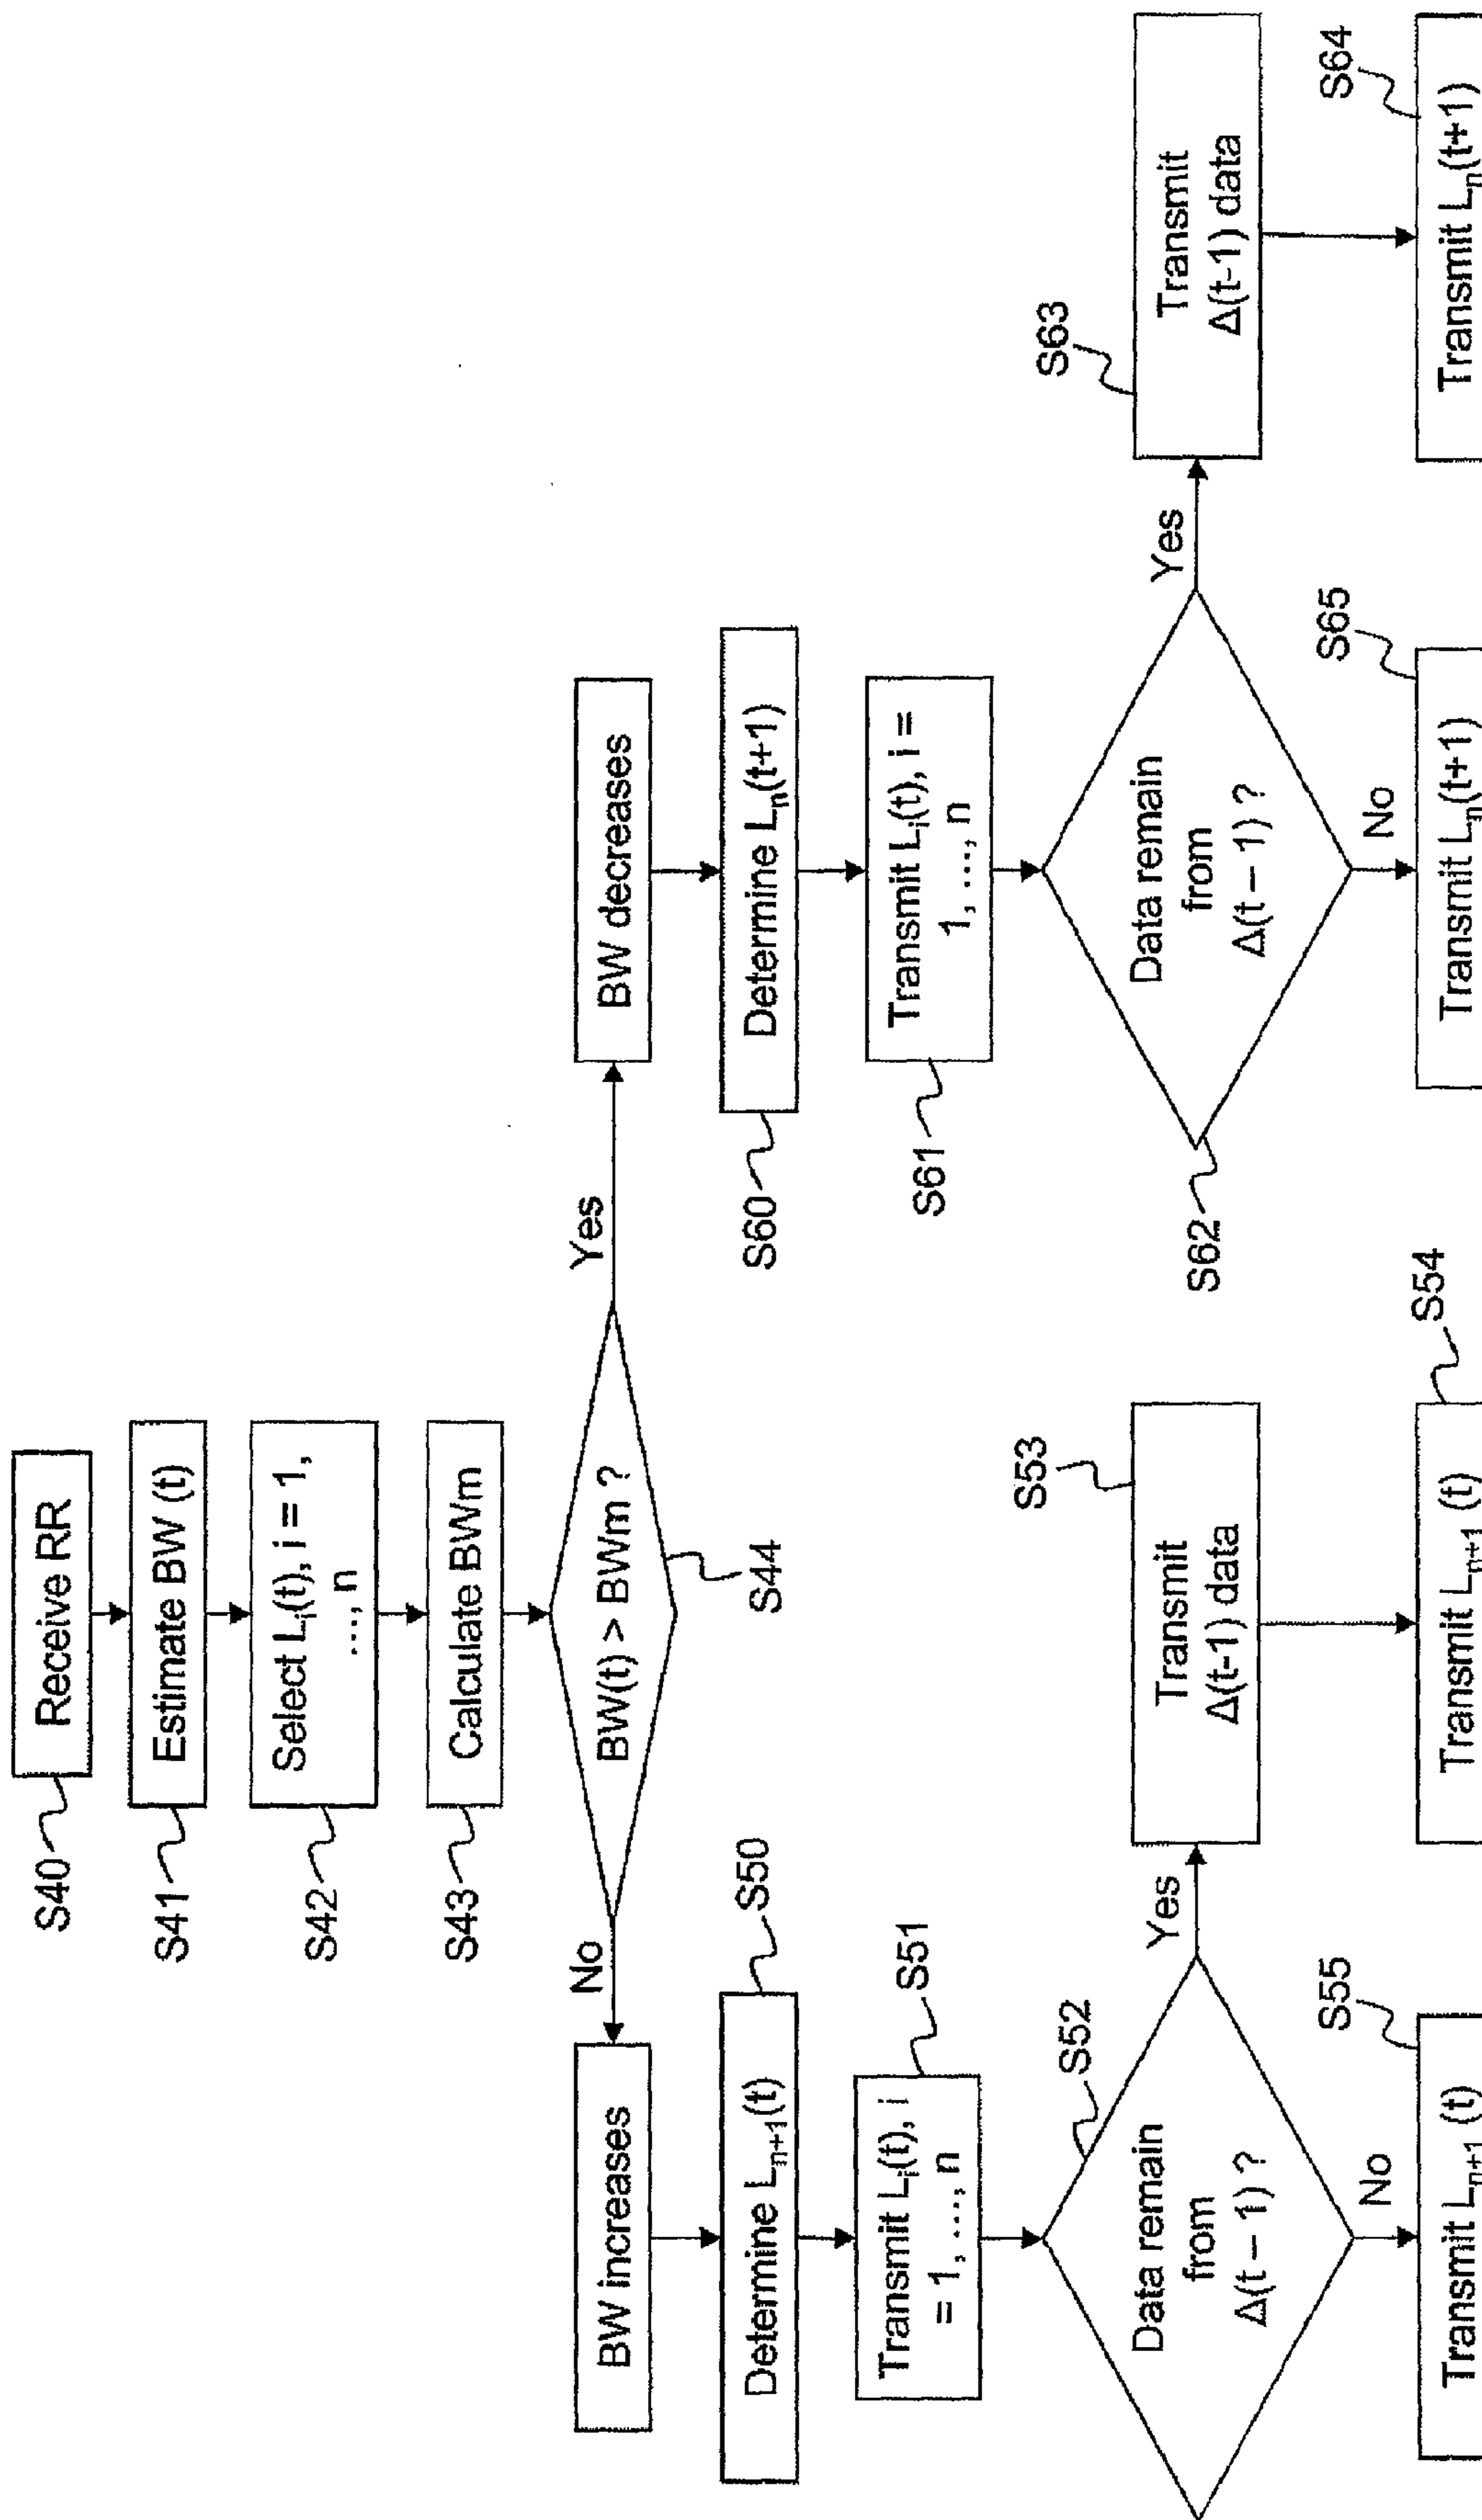 S40
Receive RR
S41
Estimate BW (t)
S42
Select Lᵢ(t), i = 1,
..., n
S43
Calculate BWm
BW(t) > BWm ?
S44
No
Yes
BW increases
S50
Determine Lₙ₊₁(t)
S51
Transmit Lᵢ(t), i
= 1, ..., n
S52
Data remain
from
Δ(t – 1) ?
Yes
S53
Transmit
Δ(t-1) data
No
S55
Transmit Lₙ₊₁ (t)
S54
Transmit Lₙ₊₁ (t)
BW decreases
S60
Determine Lₙ(t+1)
S61
Transmit Lᵢ(t), i =
1, ..., n
S62
Data remain
from
Δ(t – 1) ?
Yes
S63
Transmit
Δ(t-1) data
No
S65
Transmit Lₙ(t+1)
S64
Transmit Lₙ(t+1)